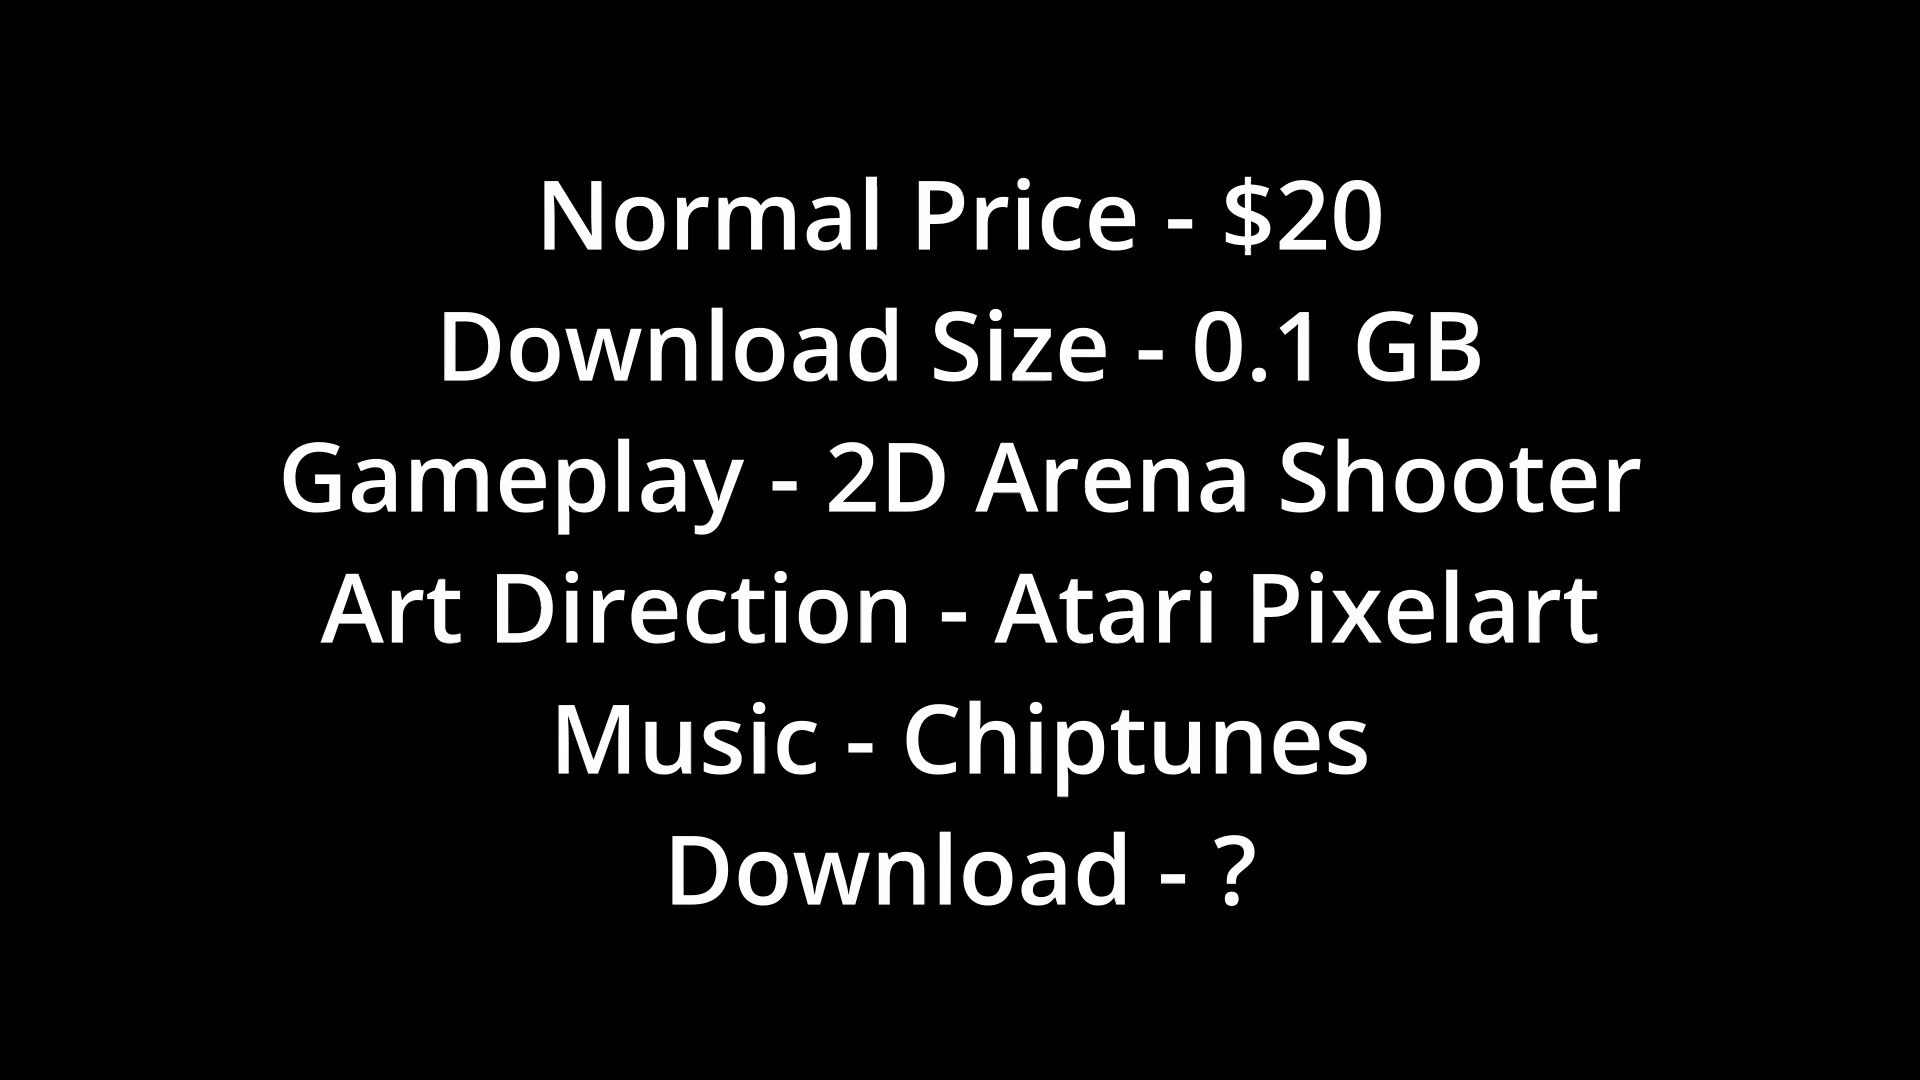 Normal Price - $20
Download Size - 0.1 GB
Gameplay - 2D Arena Shooter
Art Direction - Atari Pixelart
Music - Chiptunes
Download - ?